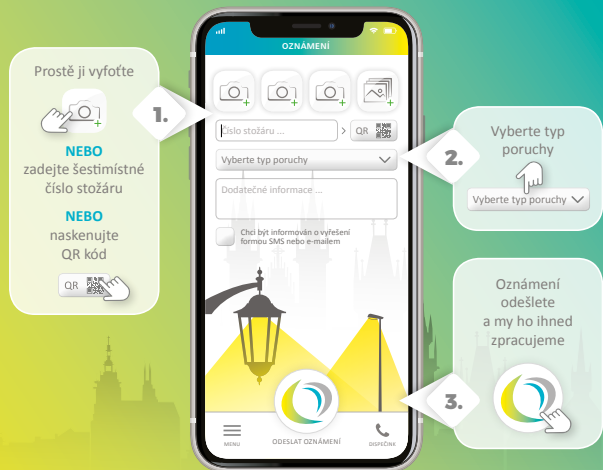 OZNÁMENÍ
Prostě ji vyfoťte
NEBO
zadejte šestimístné
číslo stožáru
NEBO
naskenujte
QR kód
QR
1.
Číslo stožáru ...
> QR
Vyberte typ poruchy
Dodatečné informace ...
Chci být informován o vyřešení
formou SMS nebo e-mailem
MENU
ODESLAT OZNÁMENÍ
DISPEČINK
2.
Vyberte typ
poruchy
Vyberte typ poruchy
3.
Oznámení
odešlete
a my ho ihned
zpracujeme